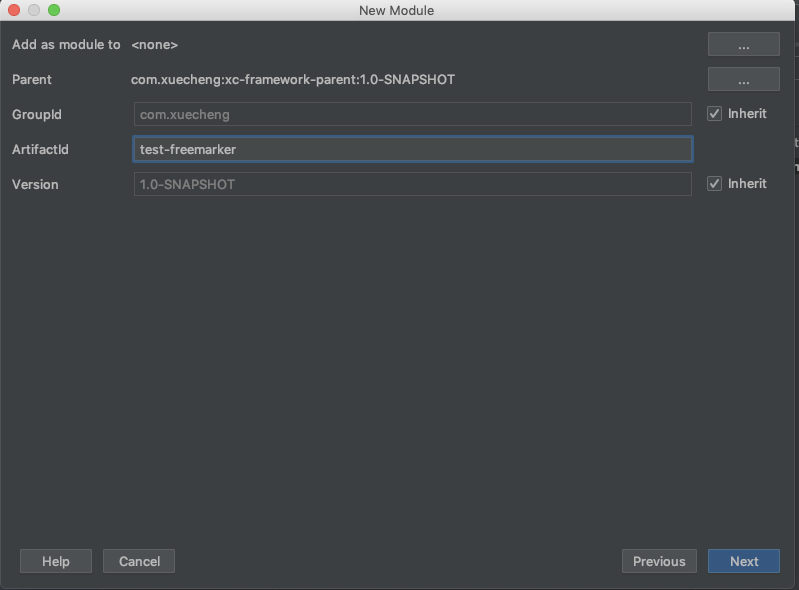 New Module
Add as module to <none> ...
Parent com.xuecheng:xc-framework-parent:1.0-SNAPSHOT ...
GroupId com.xuecheng Inherit
ArtifactId test-freemarker
Version 1.0-SNAPSHOT Inherit
Help Cancel Previous Next